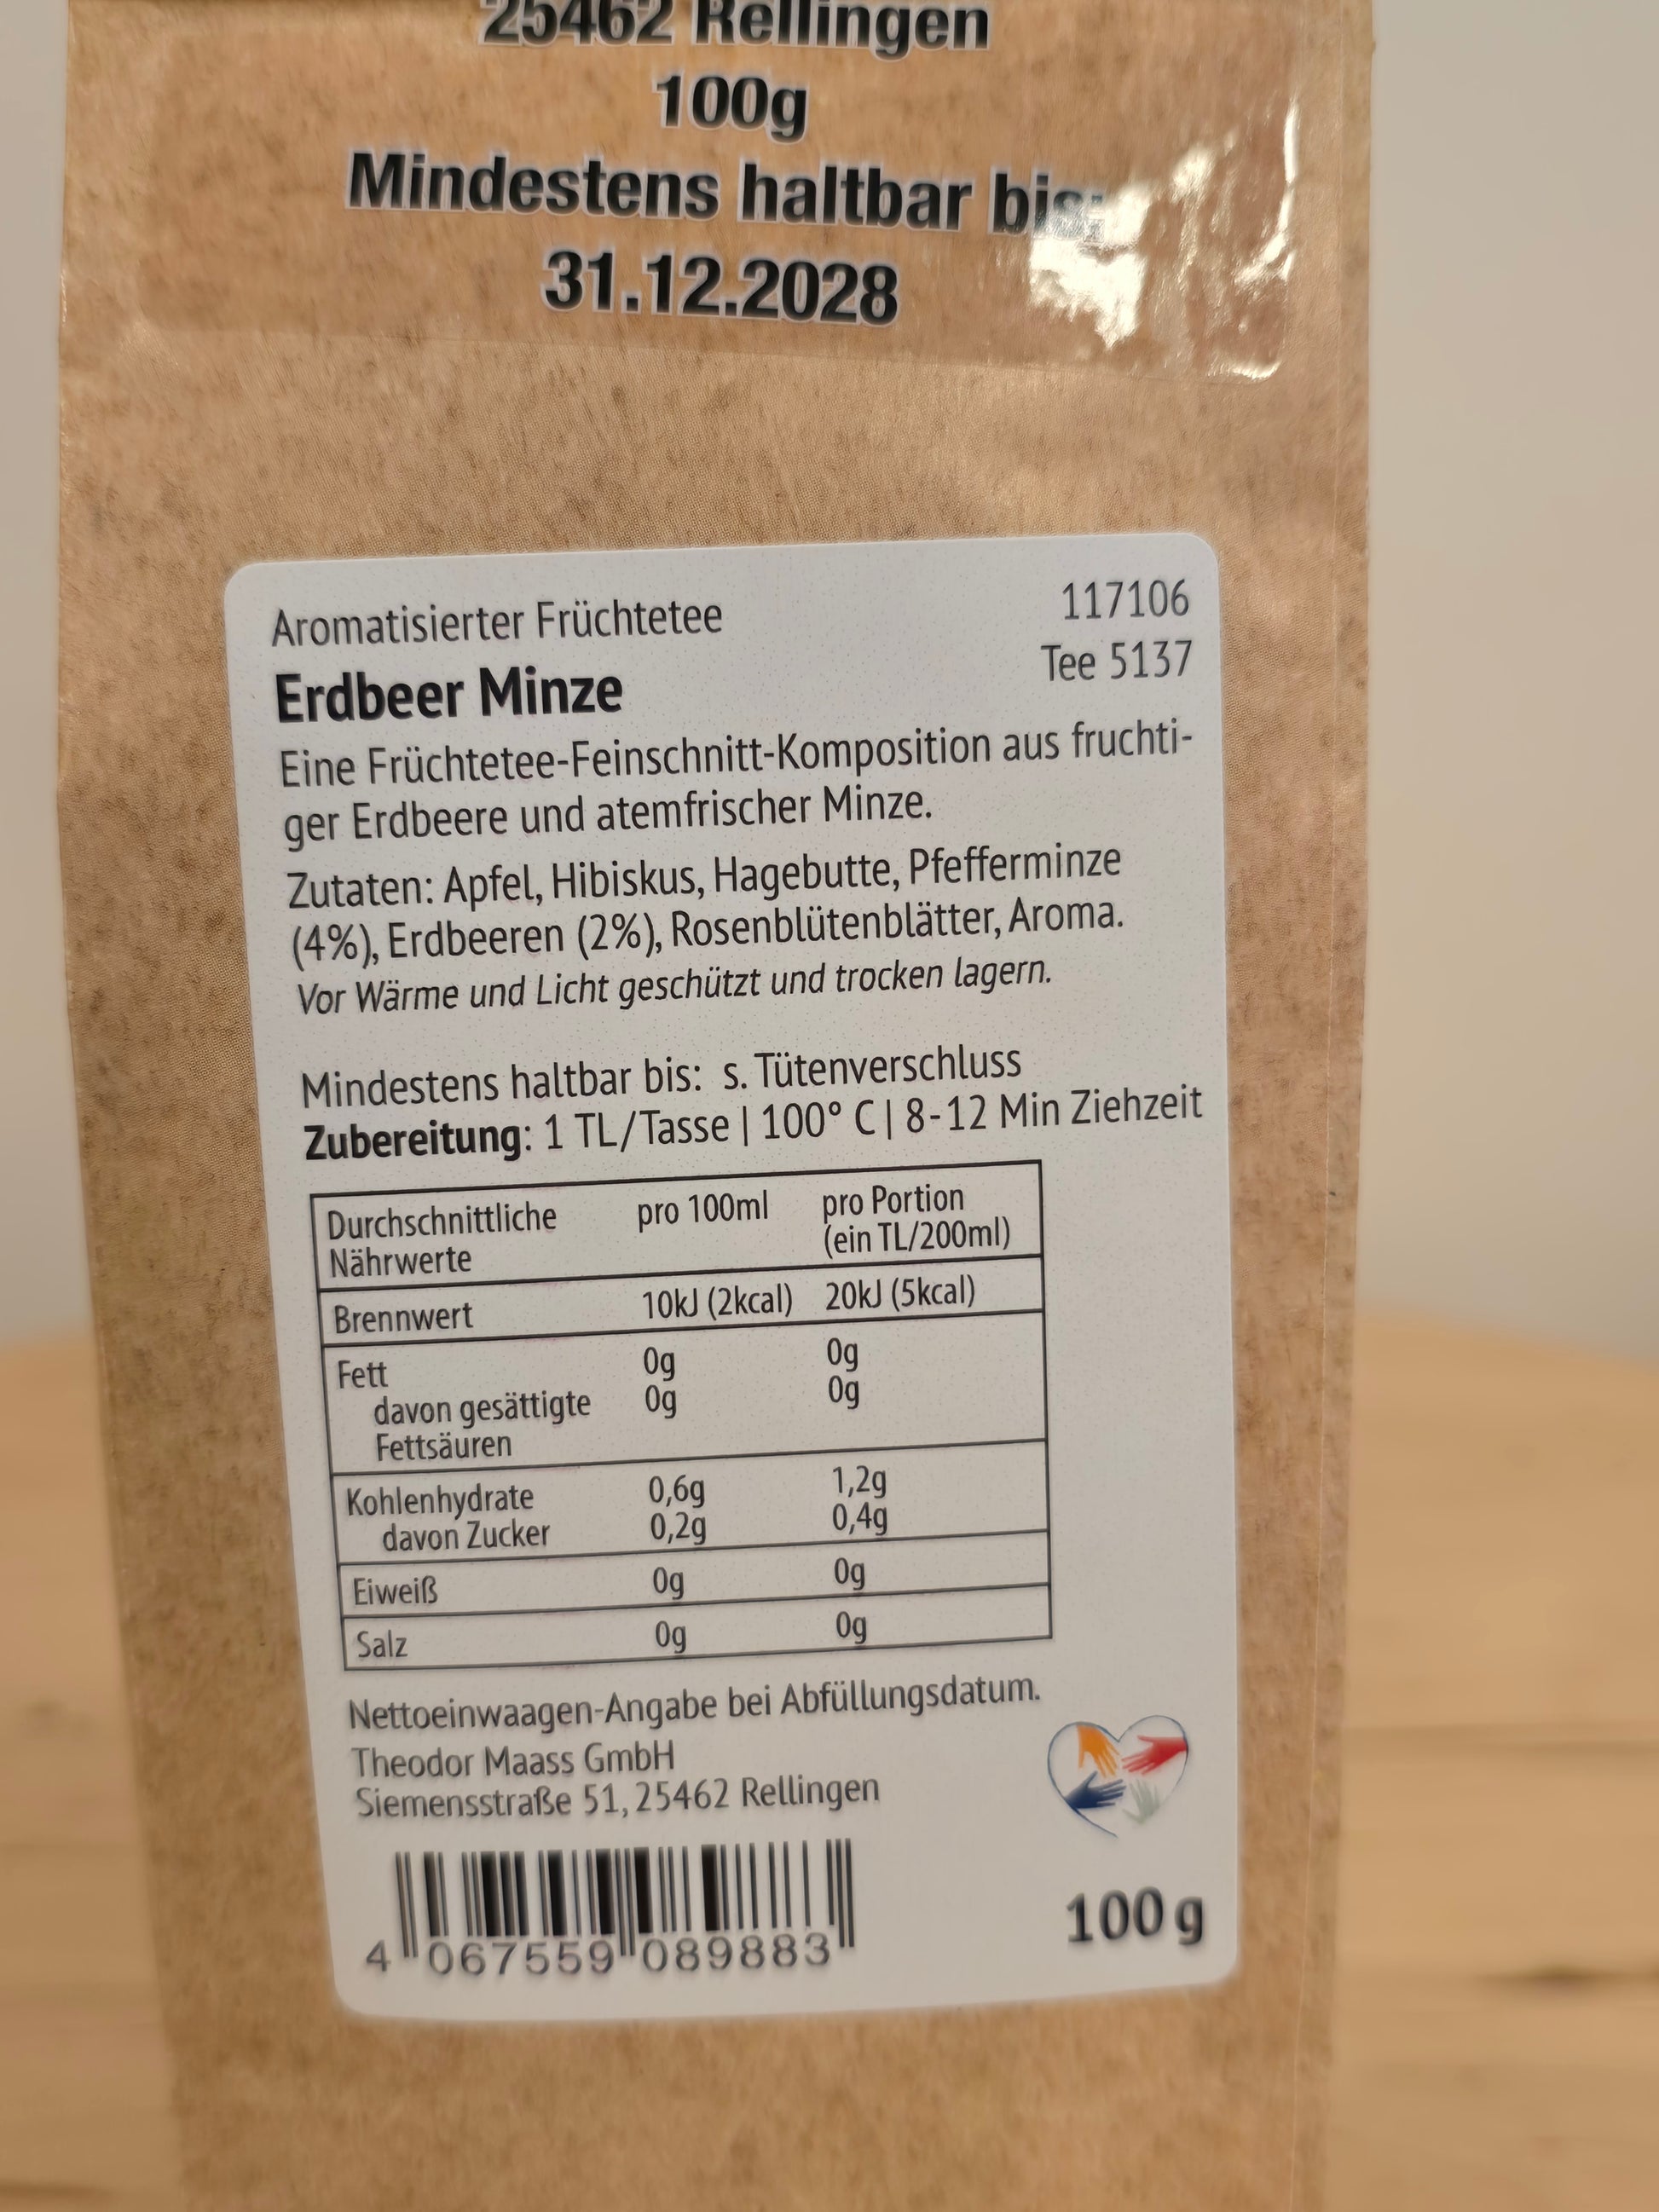 25462 Rellingen
100g
Mindestens haltbar bis:
31.12.2028
Aromatisierter Früchtetee
117106
Erdbeer Minze
Tee 5137
Eine Früchtetee-Feinschnitt-Komposition aus fruchti-
ger Erdbeere und atemfrischer Minze.
Zutaten: Apfel, Hibiskus, Hagebutte, Pfefferminze
(4%), Erdbeeren (2%), Rosenblütenblätter, Aroma.
Vor Wärme und Licht geschützt und trocken lagern.
Mindestens haltbar bis: s. Tütenverschluss
Zubereitung: 1 TL/Tasse | 100° C | 8-12 Min Ziehzeit
Durchschnittliche pro 100ml pro Portion
Nährwerte (ein TL/200ml)
Brennwert 10kJ (2kcal) 20kJ (5kcal)
Fett 0g 0g
davon gesättigte 0g 0g
Fettsäuren
Kohlenhydrate 0,6g 1,2g
davon Zucker 0,2g 0,4g
Eiweiß 0g 0g
Salz 0g 0g
Nettoeinwaagen-Angabe bei Abfüllungsdatum.
Theodor Maass GmbH
Siemensstraße 51, 25462 Rellingen
4 067559 089883
100 g